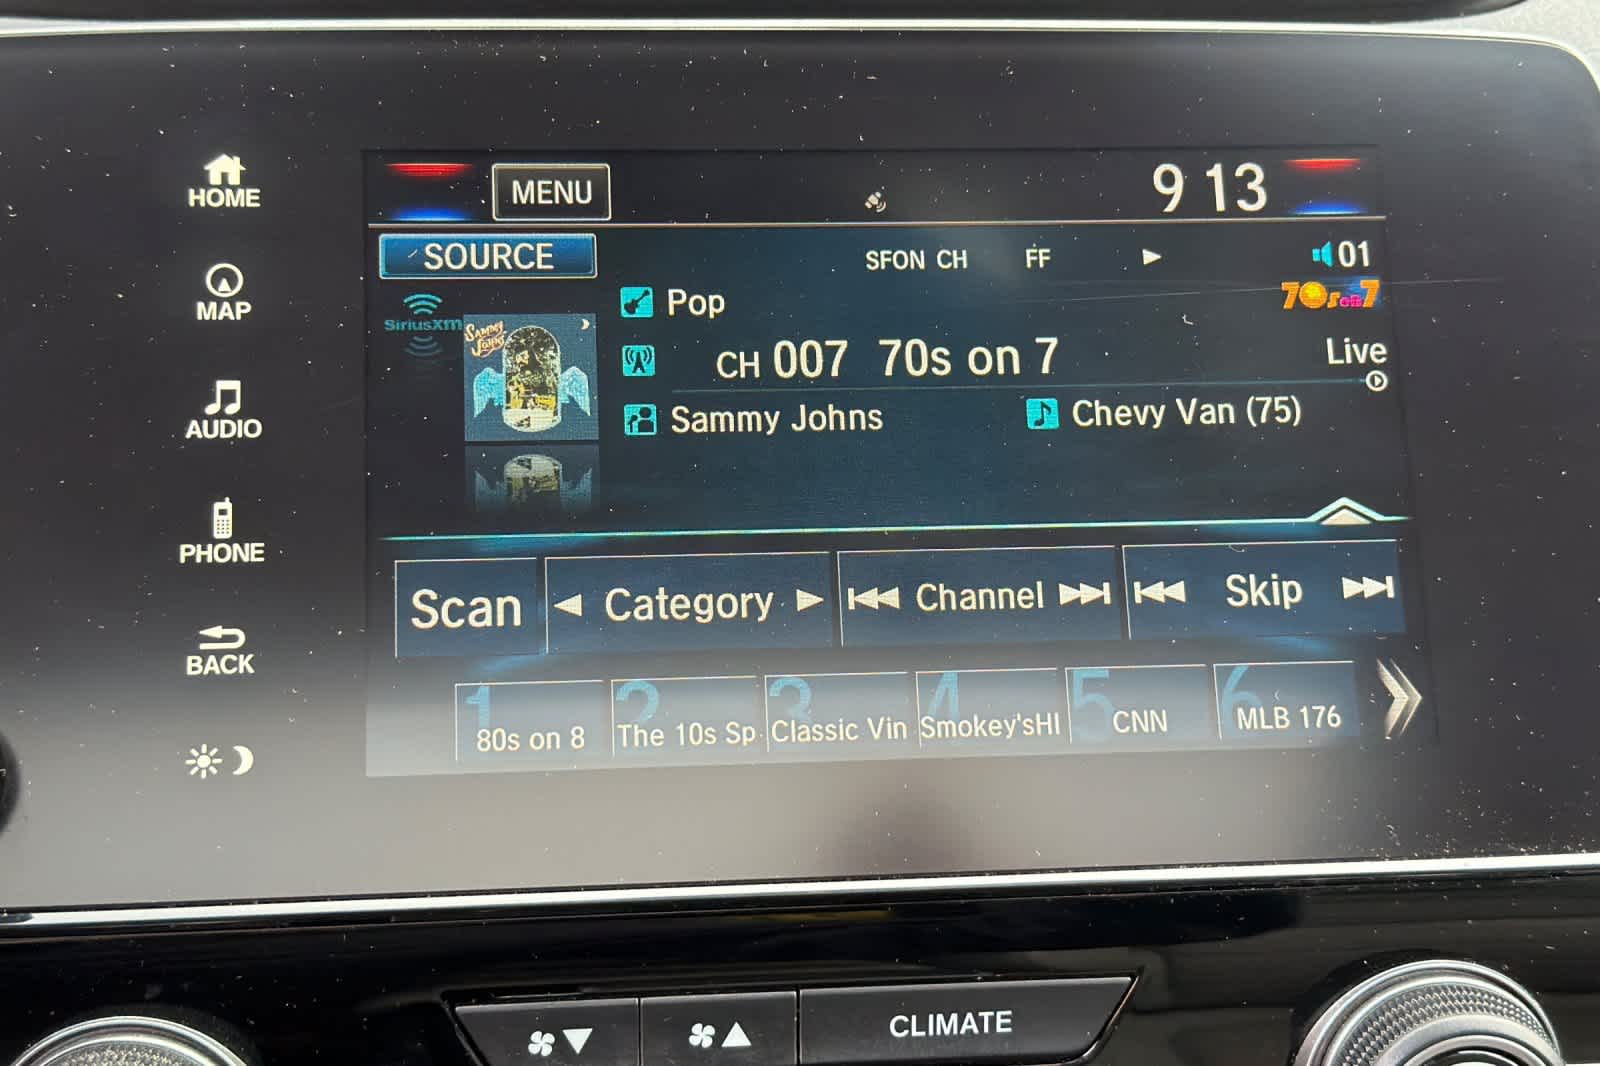 HOME
MAP
AUDIO
PHONE
BACK
MENU
9 13
SOURCE
SFON CH FF
01
SiriusXM
SAMMY
JOHNS
Pop
70s on 7
CH 007 70s on 7
Live
Sammy Johns
Chevy Van (75)
Scan
Category
Channel
Skip
1
80s on 8
2
The 10s Sp
3
Classic Vin
4
Smokey'sHI
5
CNN
6
MLB 176
CLIMATE